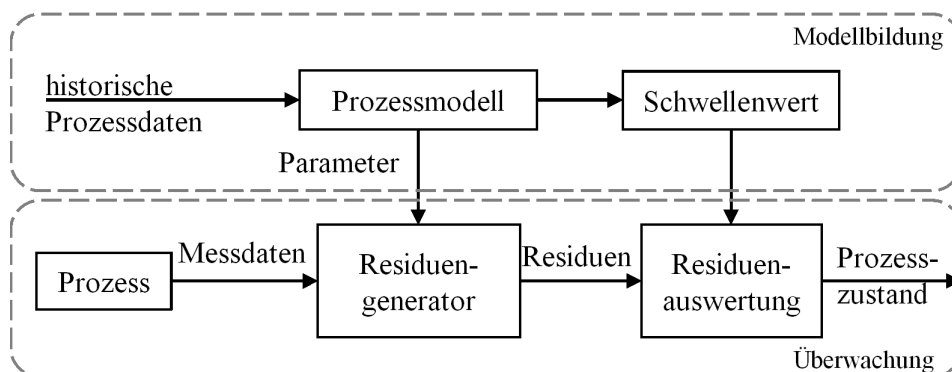 Modellbildung
historische
Prozessdaten
Prozessmodell
Schwellenwert
Parameter
Prozess
Messdaten
Residuen-
generator
Residuen
Residuen-
auswertung
Prozess-
zustand
Überwachung